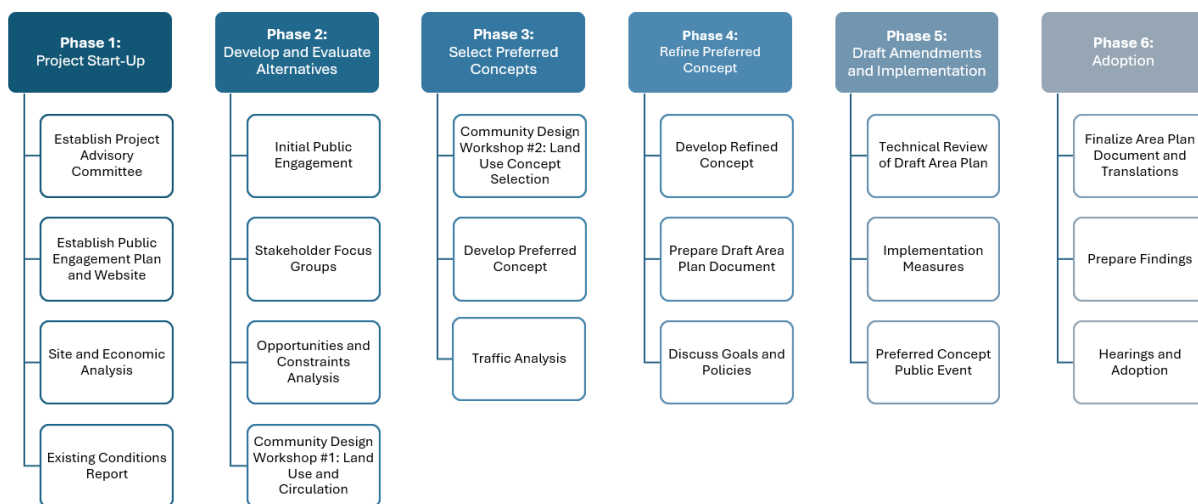 Phase 1:
Project Start-Up
Establish Project
Advisory
Committee
Establish Public
Engagement Plan
and Website
Site and Economic
Analysis
Existing Conditions
Report
Phase 2:
Develop and Evaluate
Alternatives
Initial Public
Engagement
Stakeholder Focus
Groups
Opportunities and
Constraints
Analysis
Community Design
Workshop #1: Land
Use and
Circulation
Phase 3:
Select Preferred
Concepts
Community Design
Workshop #2: Land
Use Concept
Selection
Develop Preferred
Concept
Traffic Analysis
Phase 4:
Refine Preferred
Concept
Develop Refined
Concept
Prepare Draft Area
Plan Document
Discuss Goals and
Policies
Phase 5:
Draft Amendments
and Implementation
Technical Review
of Draft Area Plan
Implementation
Measures
Preferred Concept
Public Event
Phase 6:
Adoption
Finalize Area Plan
Document and
Translations
Prepare Findings
Hearings and
Adoption